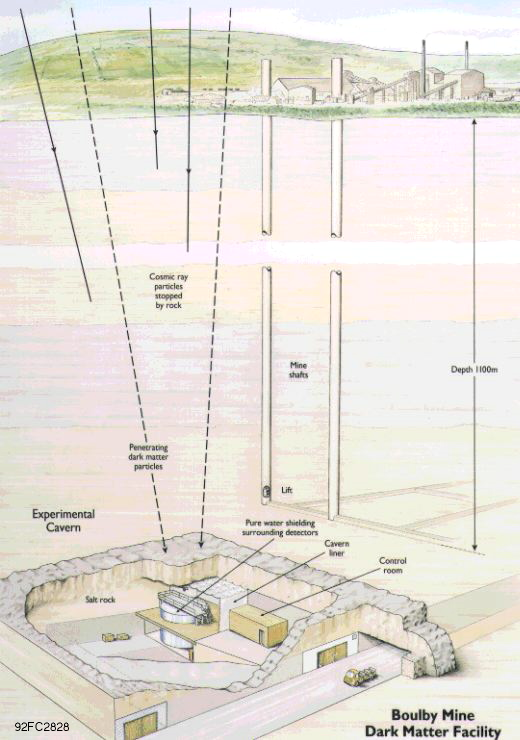 Cosmic ray
particles
stopped
by rock
Mine
shafts
Depth 1100m
Penetrating
dark matter
particles
Lift
Experimental
Cavern
Pure water shielding
surrounding detectors
Cavern
liner
Control
room
Salt rock
92FC2828
Boulby Mine
Dark Matter Facility